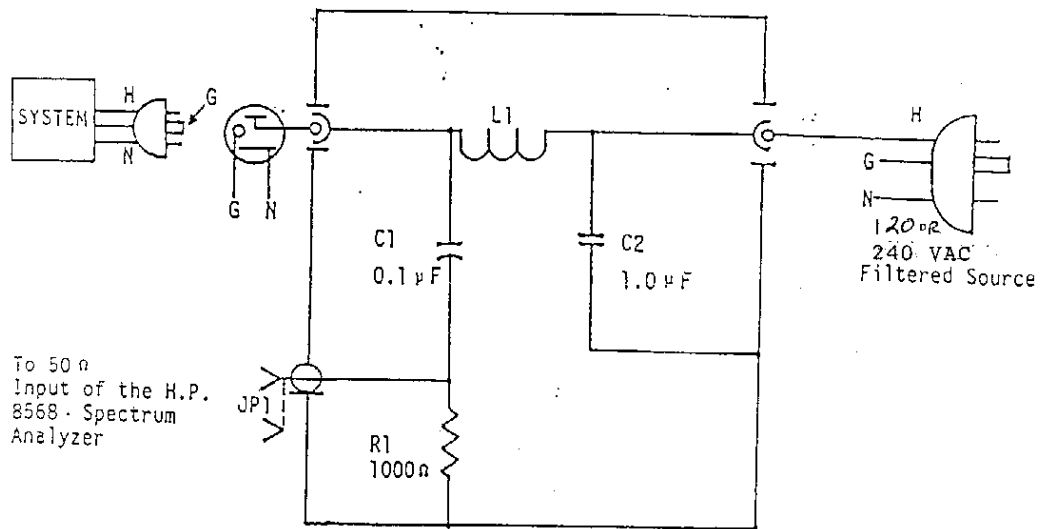 SYSTEM
H
G
N
G N
L1
C1
0.1 µF
C2
1.0 µF
H
G
N
120 OR
240 VAC
Filtered Source
To 50 Ω
Input of the H.P.
8568 - Spectrum
Analyzer
JP1
R1
1000 Ω